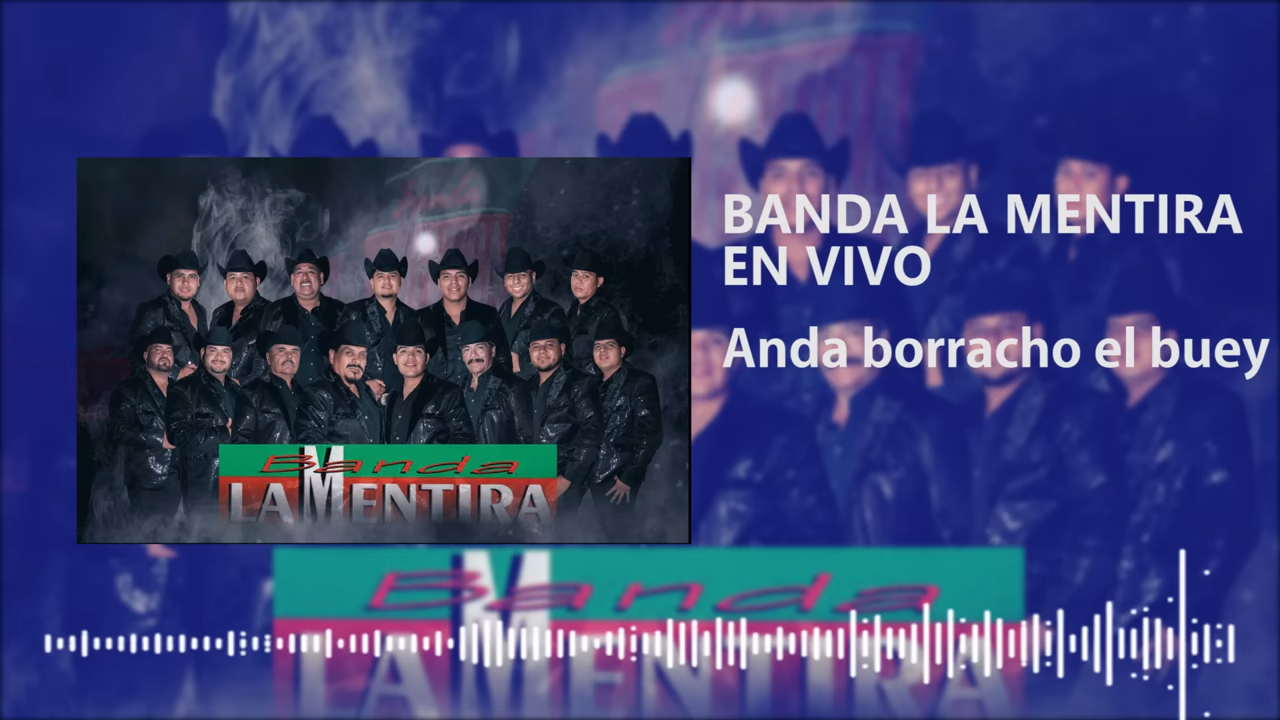 BANDA LA MENTIRA
EN VIVO
Anda borracho el buey
Banda
LA MENTIRA
Banda
LA MENTIRA